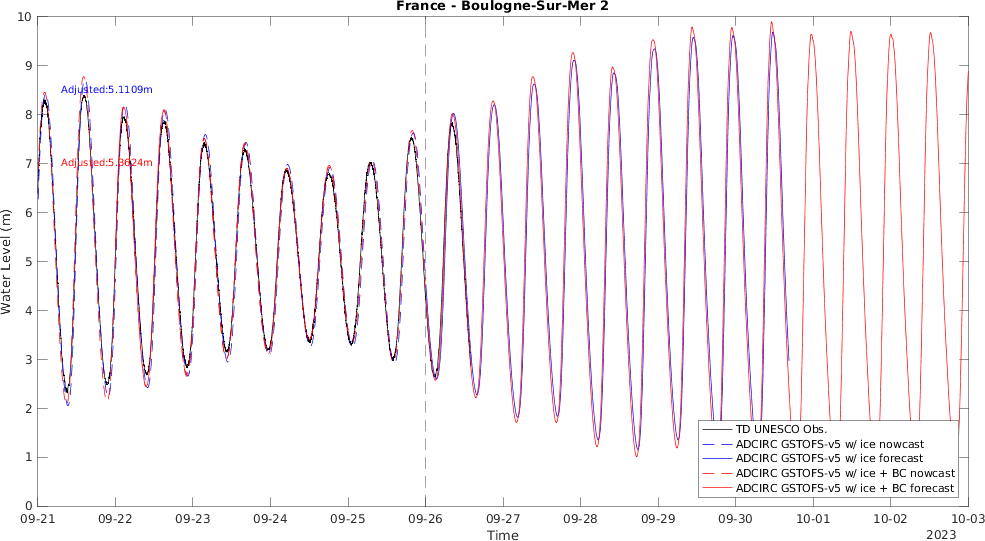 France - Boulogne-Sur-Mer 2
10
9
8
7
6
5
4
3
2
1
0
Water Level (m)
Adjusted:5.1109m
Adjusted:5.3624m
TD UNESCO Obs.
ADCIRC GSTOFS-v5 w/ ice nowcast
ADCIRC GSTOFS-v5 w/ ice forecast
ADCIRC GSTOFS-v5 w/ ice + BC nowcast
ADCIRC GSTOFS-v5 w/ ice + BC forecast
09-21 09-22 09-23 09-24 09-25 09-26 09-27 09-28 09-29 09-30 10-01 10-02 10-03
Time
2023